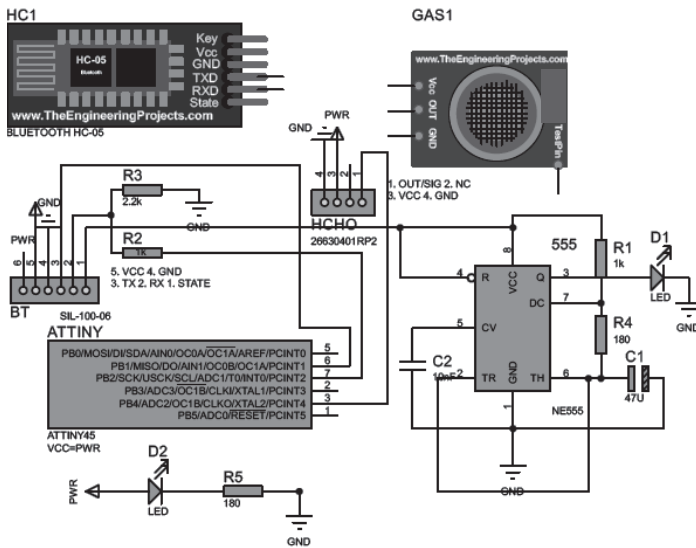 HC1
GAS1
HC-05
Bluetooth
Key
Vcc
GND
TXD
RXD
State
www.TheEngineeringProjects.com
BLUETOOTH HC-05
www.TheEngineeringProjects.com
Vcc
OUT
GND
TestPin
GND
PWR
4
3
2
1
HCHO
26630401RP2
1. OUT/SIG 2. NC
3. VCC 4. GND
R3
2.2k
GND
R2
1k
GND
PWR
6
5
4
3
2
1
BT
SIL-100-06
5. VCC 4. GND
3. TX 2. RX 1. STATE
ATTINY
PB0/MOSI/DI/SDA/AIN0/OC0A/OC1A/AREF/PCINT0
5
PB1/MISO/DO/AIN1/OC0B/OC1A/PCINT1
6
PB2/SCK/USCK/SCL/ADC1/T0/INT0/PCINT2
7
PB3/ADC3/OC1B/CLKI/XTAL1/PCINT3
2
PB4/ADC2/OC1B/CLKO/XTAL2/PCINT4
3
PB5/ADC0/RESET/PCINT5
1
ATTINY45
VCC=PWR
555
8
VCC
4
R
Q
3
DC
7
5
CV
2
TR
GND
TH
6
1
NE555
R1
1k
D1
LED
GND
R4
180
C1
47U
C2
10nF
GND
D2
PWR
LED
R5
180
GND